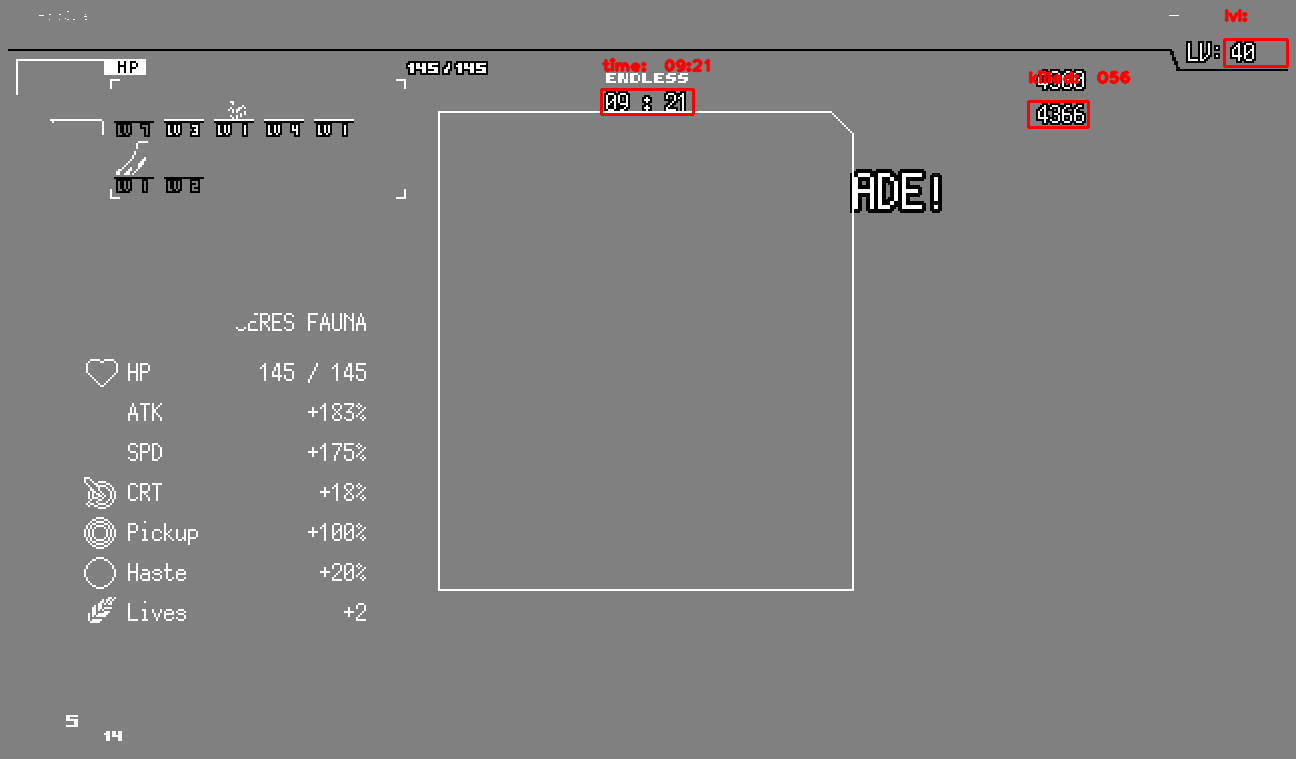 lvl:
LV: 40
HP
145/145
time: 09:21
ENDLESS
killed: 056
09 : 21
4366
LV 3 LV 1 LV 4 LV 1
LV 1 LV 2
ADE!
ERES FAUNA
HP 145 / 145
ATK +183%
SPD +175%
CRT +18%
Pickup +100%
Haste +20%
Lives +2
5
14